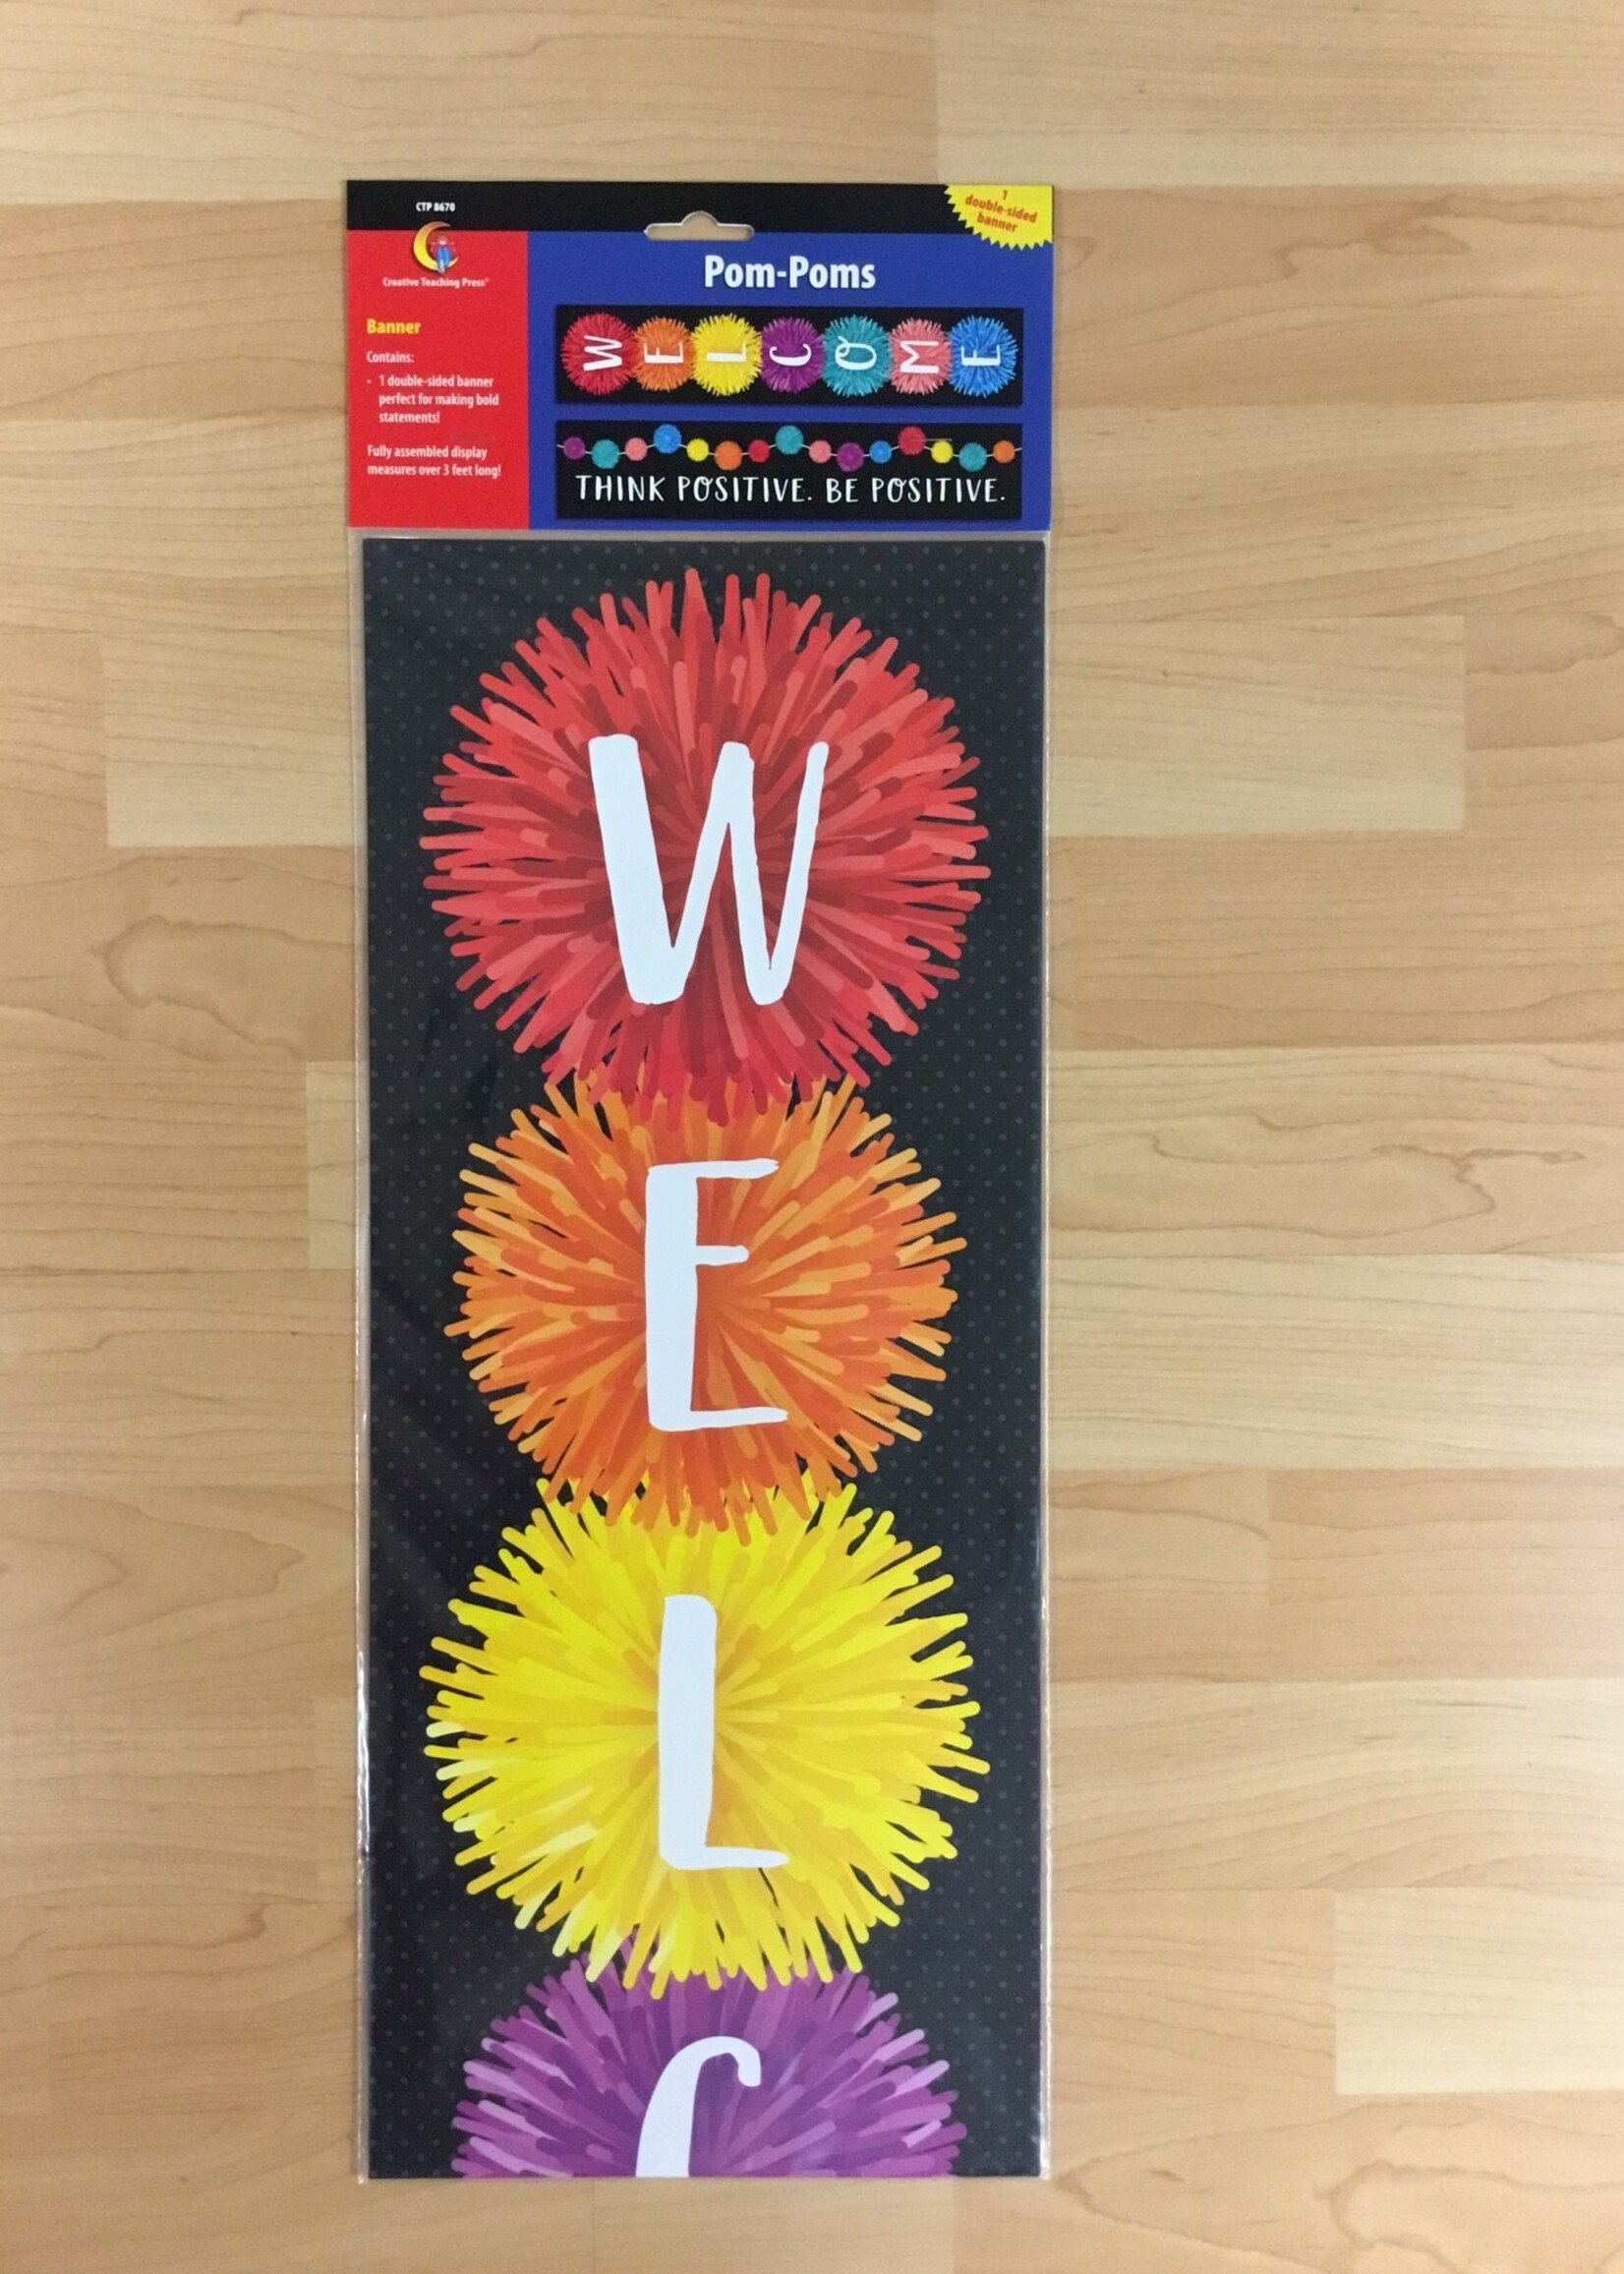 CTP 8670
Creative Teaching Press®
Banner
Contains:
• 1 double-sided banner
perfect for making bold
statements!
Fully assembled display
measures over 3 feet long!
1
double-sided
banner
Pom-Poms
WELCOME
THINK POSITIVE. BE POSITIVE.
W
E
L
C